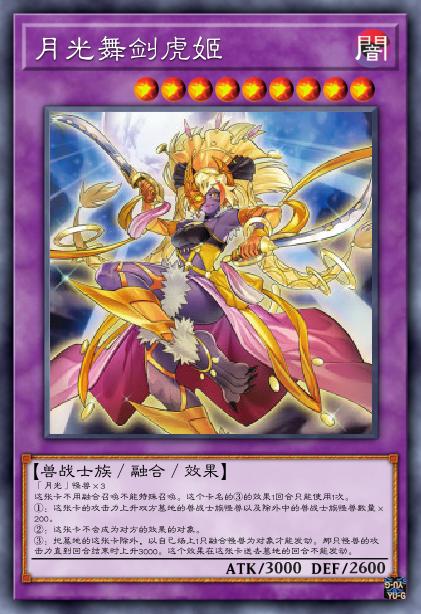 月光舞剑虎姬
闇
【兽战士族/融合/效果】
「月光」怪兽×3
这张卡不用融合召唤不能特殊召唤。这个卡名的③的效果1回合只能使用1次。
①：这张卡的攻击力上升双方墓地的兽战士族怪兽以及除外中的兽战士族怪兽数量×
200。
②：这张卡不会成为对方的效果的对象。
③：把墓地的这张卡除外，以自己场上1只融合怪兽为对象才能发动。那只怪兽的攻
击力直到回合结束时上升3000。这个效果在这张卡送去墓地的回合不能发动。
ATK/3000 DEF/2600